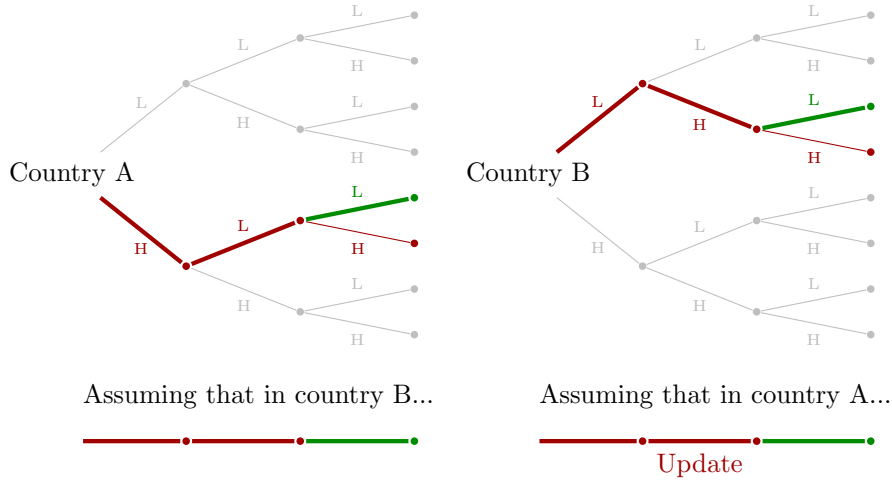 L
L
L
H
L
H
L
H
Country A
H
L
L
H
H
L
H
Assuming that in country B...
L
L
L
H
L
H
L
H
Country B
H
L
L
H
H
L
H
Assuming that in country A...
Update